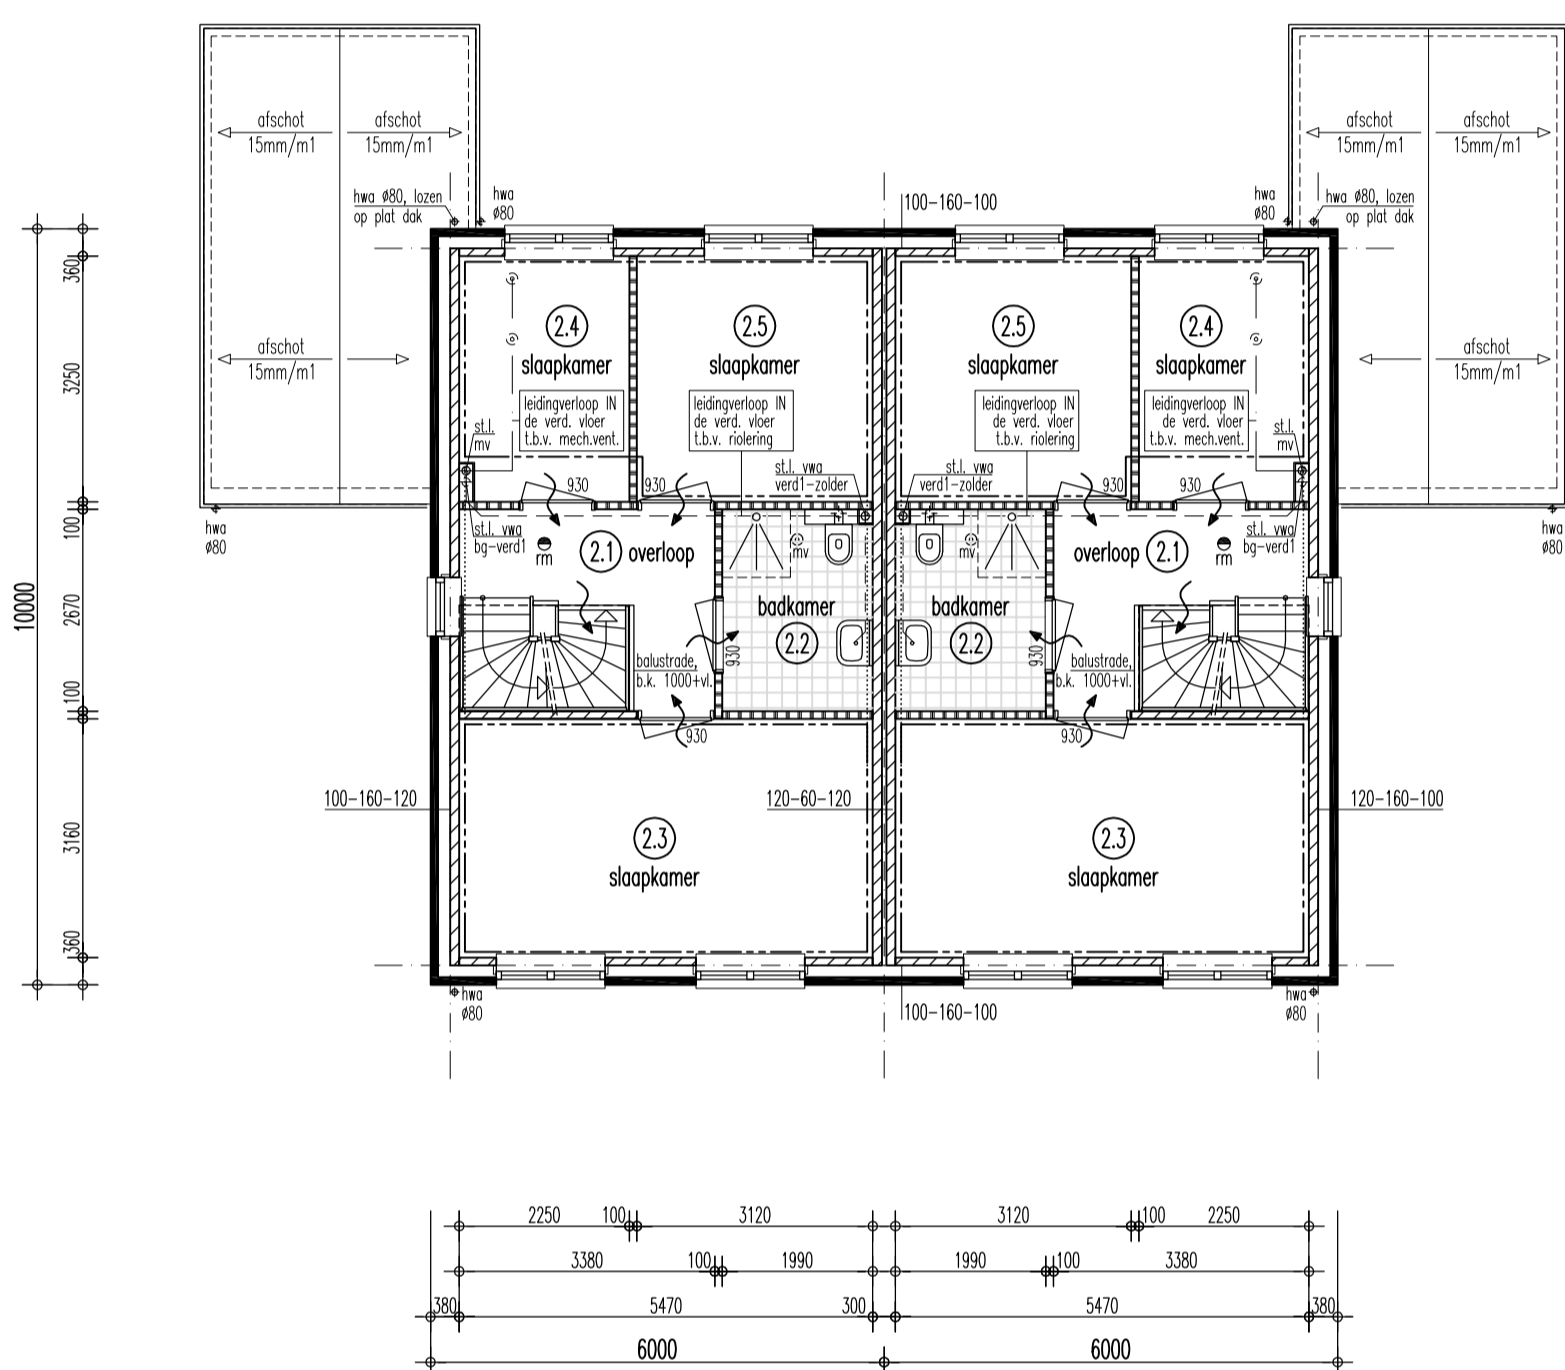 afschot
15mm/m1
afschot
15mm/m1
afschot
15mm/m1
afschot
15mm/m1
hwa ø80, lozen
op plat dak
hwa
ø80
100-160-100
hwa
ø80
hwa ø80, lozen
op plat dak
afschot
15mm/m1
afschot
15mm/m1
2.4
slaapkamer
2.5
slaapkamer
2.5
slaapkamer
2.4
slaapkamer
leidingverloop IN
de verd. vloer
t.b.v. mech.vent.
leidingverloop IN
de verd. vloer
t.b.v. riolering
leidingverloop IN
de verd. vloer
t.b.v. riolering
leidingverloop IN
de verd. vloer
t.b.v. mech.vent.
st.l.
mv
st.l. vwa
verd1-zolder
st.l. vwa
verd1-zolder
st.l.
mv
930
930
930
930
hwa
ø80
st.l. vwa
bg-verd1
rm
2.1
overloop
mv
mv
overloop
2.1
rm
st.l. vwa
bg-verd1
hwa
ø80
badkamer
2.2
badkamer
2.2
930
930
balustrade,
b.k. 1000+vl.
balustrade,
b.k. 1000+vl.
930
930
100-160-120
120-60-120
120-160-100
2.3
slaapkamer
2.3
slaapkamer
hwa
ø80
100-160-100
hwa
ø80
10000
360
3250
100
2670
100
3160
360
2250
100
3120
3120
100
2250
3380
100
1990
1990
100
3380
380
5470
300
5470
380
6000
6000